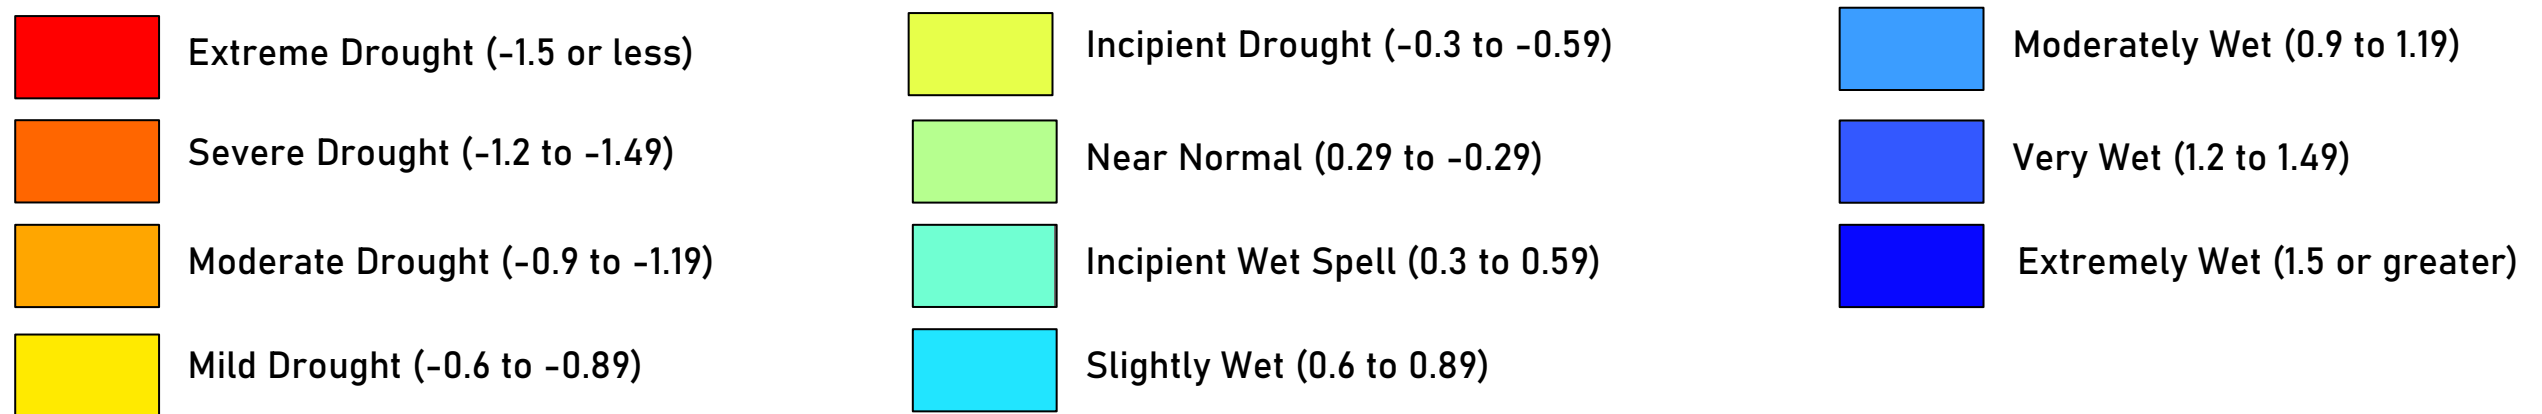 Extreme Drought (-1.5 or less)
Severe Drought (-1.2 to -1.49)
Moderate Drought (-0.9 to -1.19)
Mild Drought (-0.6 to -0.89)
Incipient Drought (-0.3 to -0.59)
Near Normal (0.29 to -0.29)
Incipient Wet Spell (0.3 to 0.59)
Slightly Wet (0.6 to 0.89)
Moderately Wet (0.9 to 1.19)
Very Wet (1.2 to 1.49)
Extremely Wet (1.5 or greater)